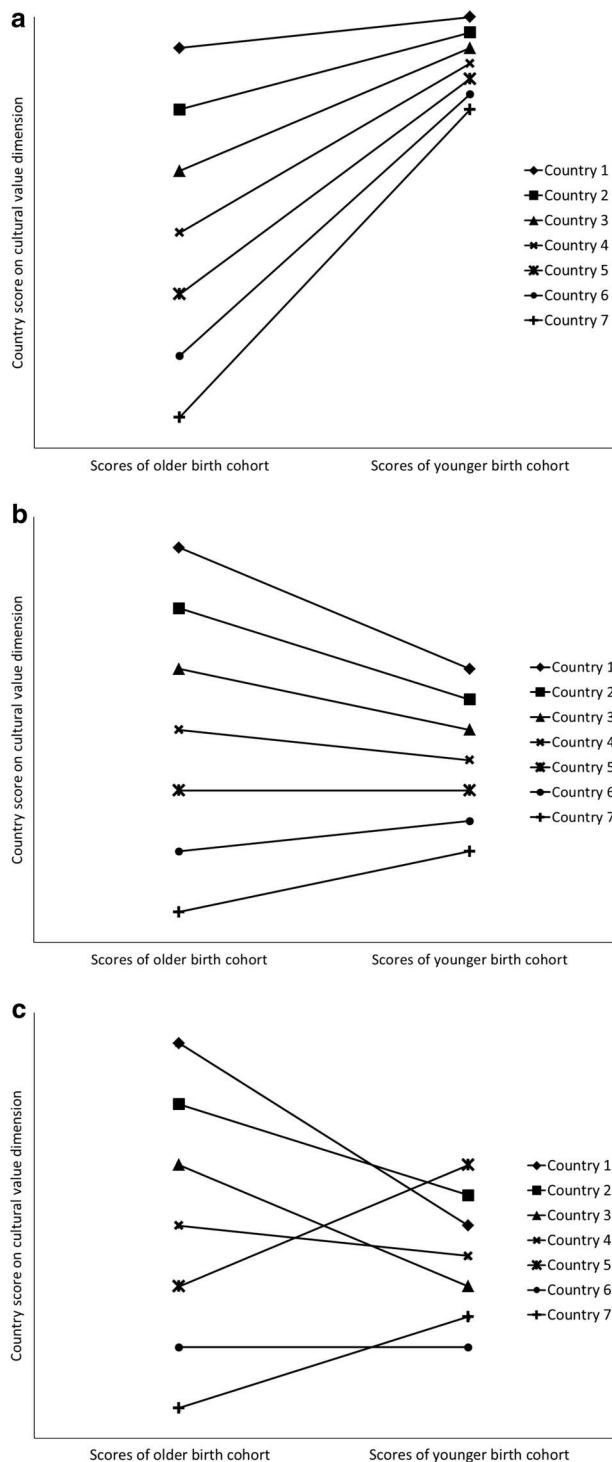 a
Country score on cultural value dimension
Country 1
Country 2
Country 3
Country 4
Country 5
Country 6
Country 7
Scores of older birth cohort
Scores of younger birth cohort
b
Country score on cultural value dimension
Country 1
Country 2
Country 3
Country 4
Country 5
Country 6
Country 7
Scores of older birth cohort
Scores of younger birth cohort
c
Country score on cultural value dimension
Country 1
Country 2
Country 3
Country 4
Country 5
Country 6
Country 7
Scores of older birth cohort
Scores of younger birth cohort